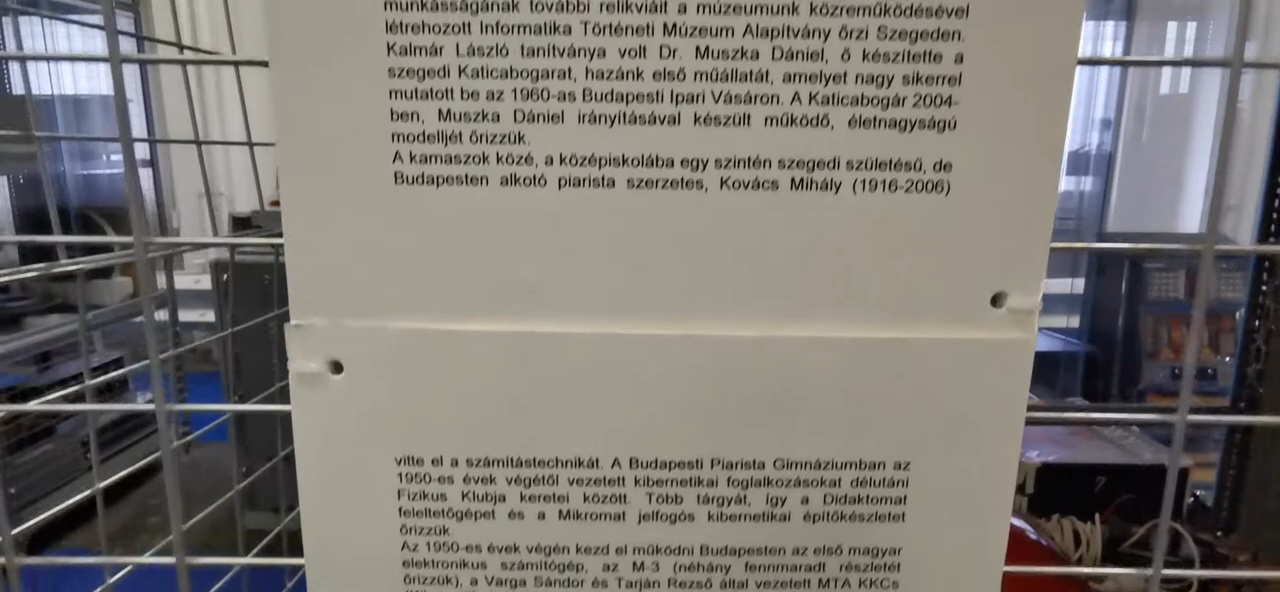 munkásságának további relikviáit a múzeumunk közreműködésével
létrehozott Informatika Történeti Múzeum Alapítvány őrzi Szegeden.
Kalmár László tanítványa volt Dr. Muszka Dániel, ő készítette a
szegedi Katicabogarat, hazánk első műállatát, amelyet nagy sikerrel
mutatott be az 1960-as Budapesti Ipari Vásáron. A Katicabogár 2004-
ben, Muszka Dániel irányításával készült működő, életnagyságú
modelljét őrizzük.
A kamaszok közé, a középiskolába egy szintén szegedi születésű, de
Budapesten alkotó piarista szerzetes, Kovács Mihály (1916-2006)
vitte el a számítástechnikát. A Budapesti Piarista Gimnáziumban az
1950-es évek végétől vezetett kibernetikai foglalkozásokat délutáni
Fizikus Klubja keretei között. Több tárgyát, így a Didaktomat
feleltetőgépet és a Mikromat jelfogós kibernetikai építőkészletet
őrizzük.
Az 1950-es évek végén kezd el működni Budapesten az első magyar
elektronikus számítógép, az M-3 (néhány fennmaradt részletét
őrizzük), a Varga Sándor és Tarján Rezső által vezetett MTA KKCs